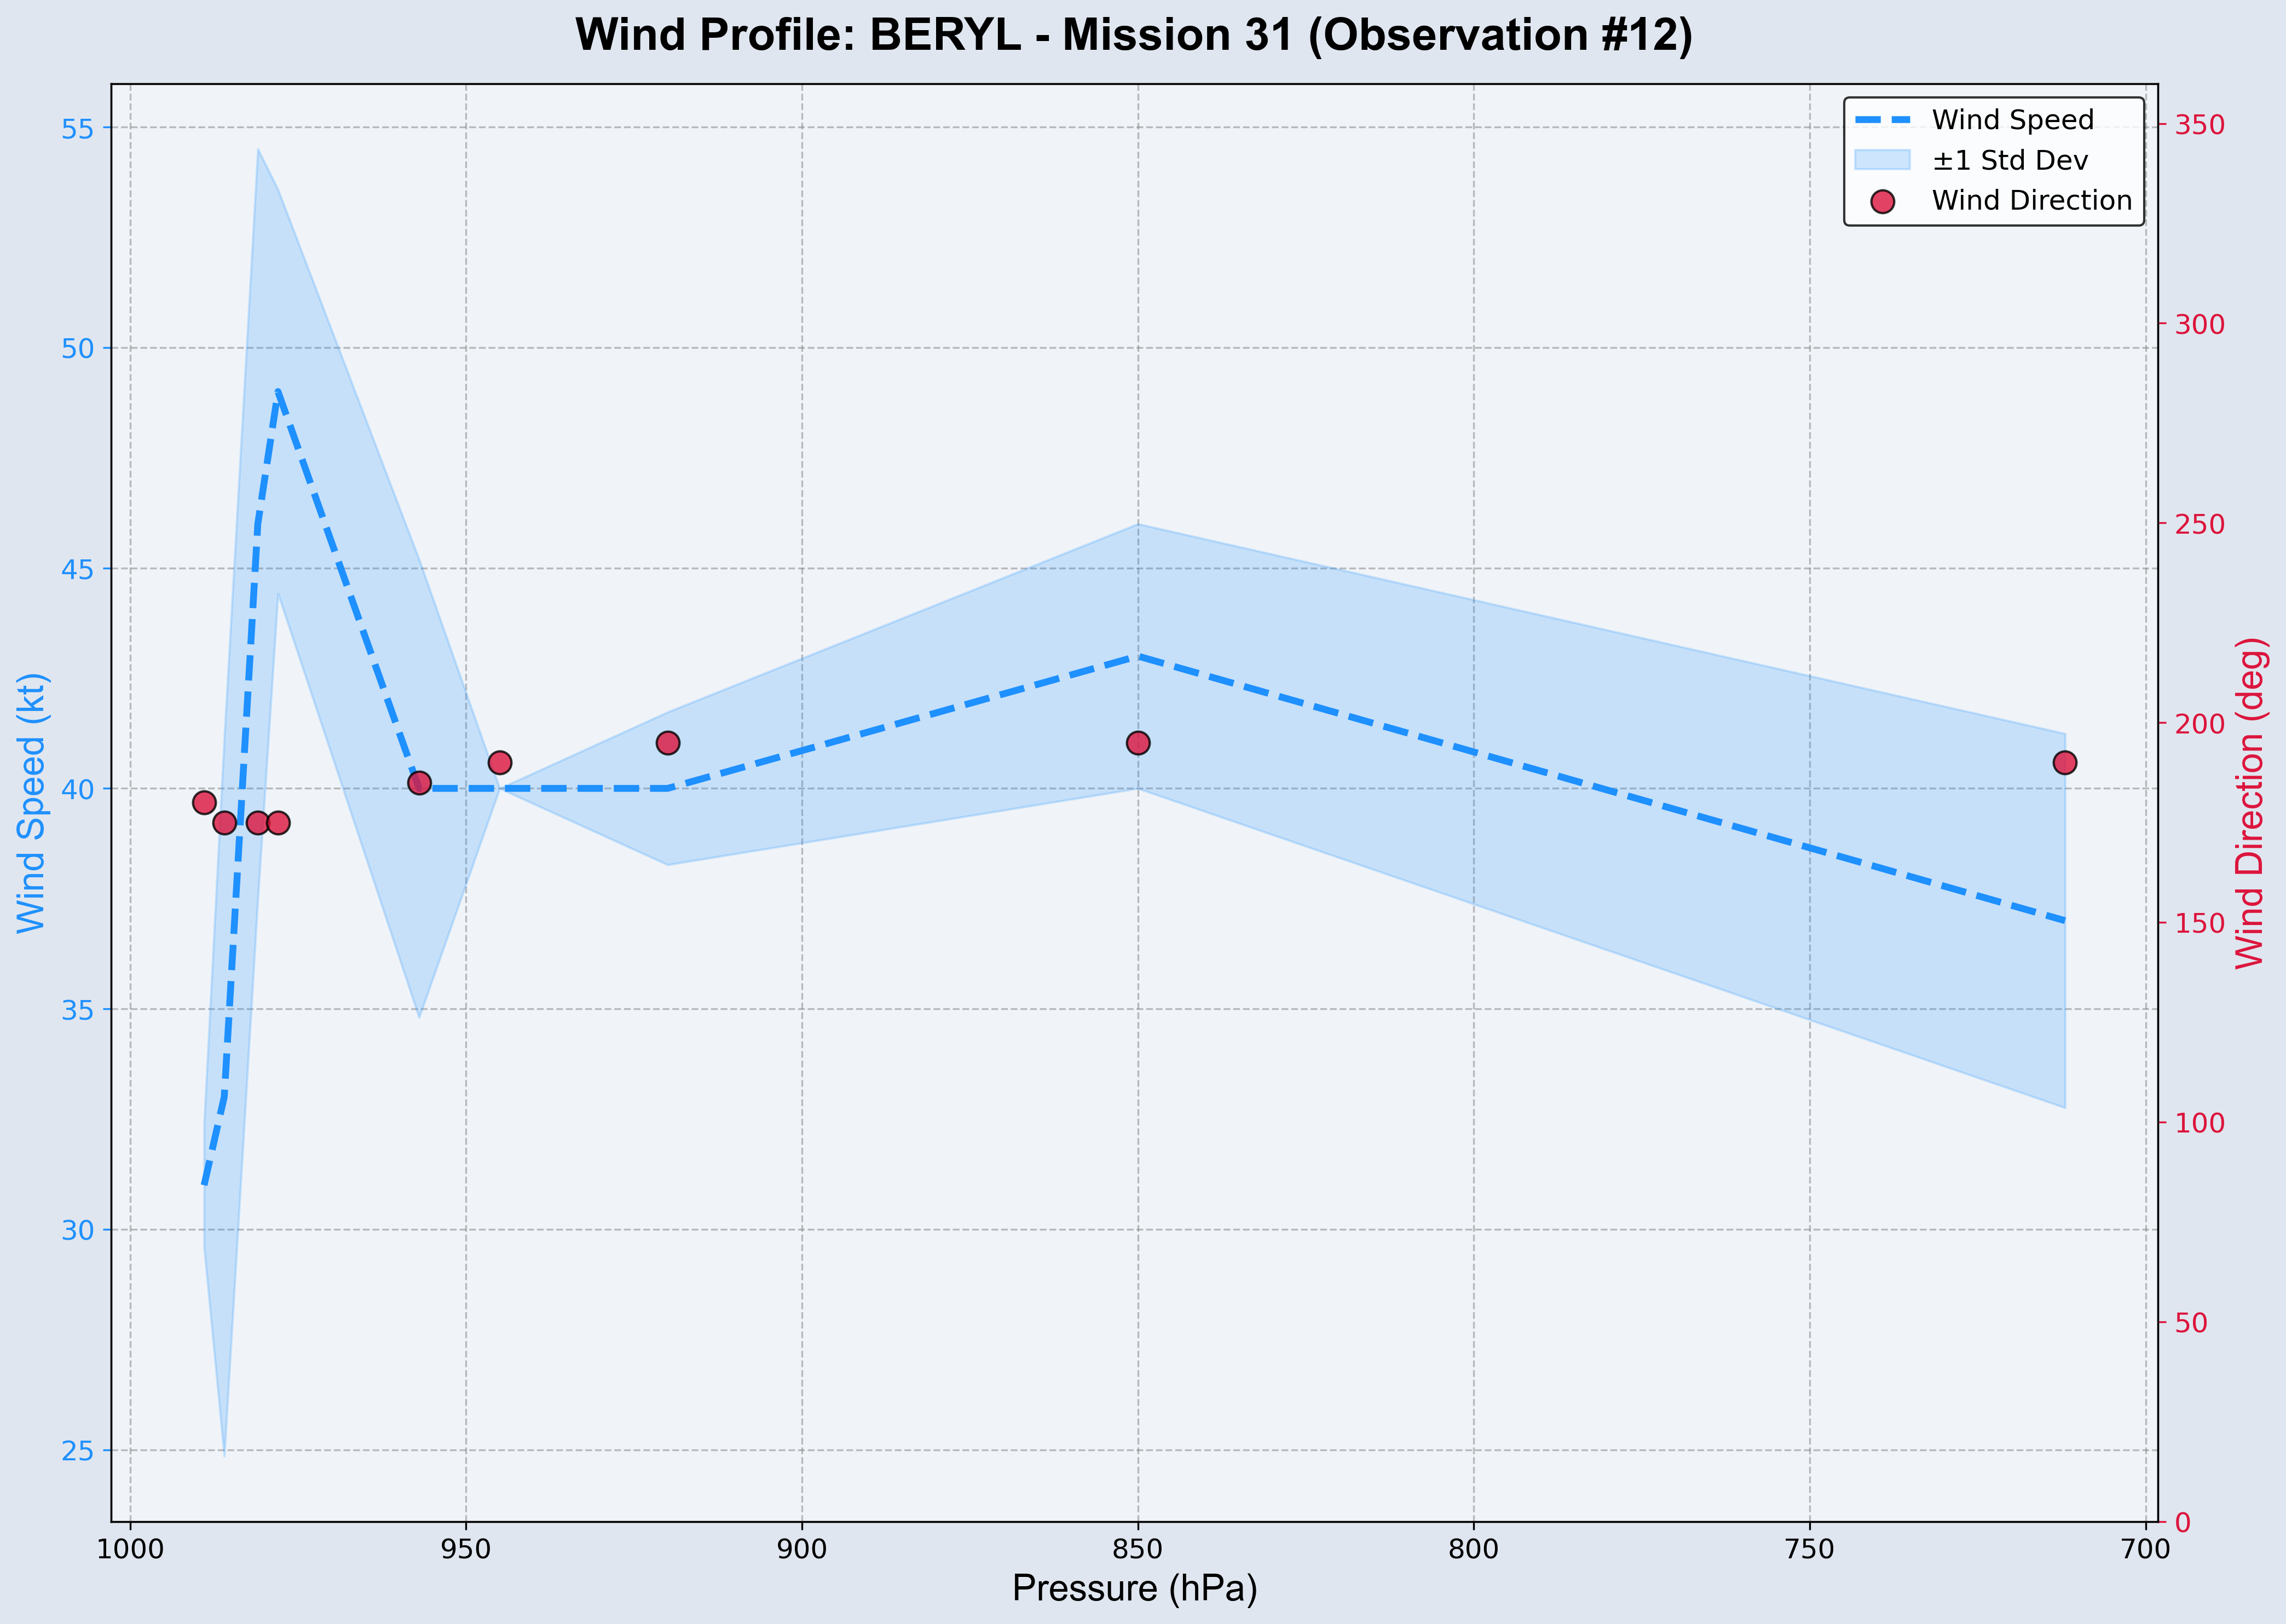 Wind Profile: BERYL - Mission 31 (Observation #12)
Wind Speed
±1 Std Dev
Wind Direction
55
50
45
40
35
30
25
Wind Speed (kt)
350
300
250
200
150
100
50
0
Wind Direction (deg)
1000 950 900 850 800 750 700
Pressure (hPa)